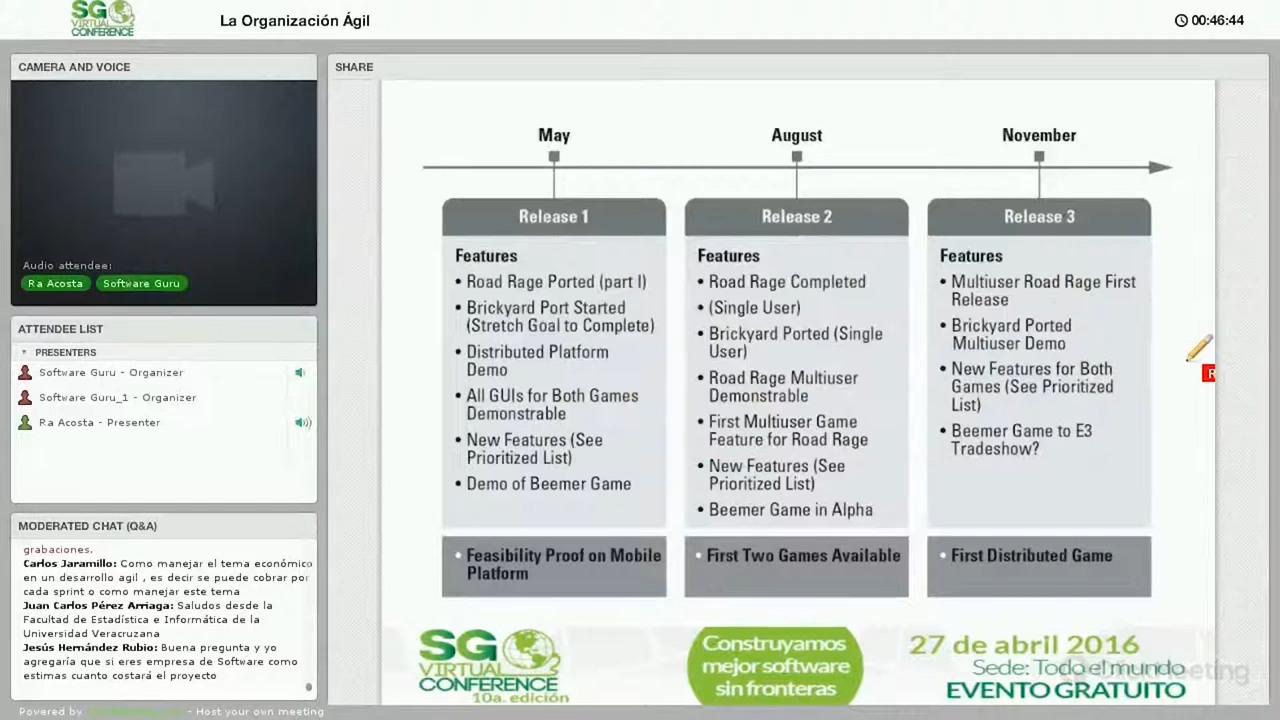 SG
VIRTUAL
CONFERENCE
La Organización Ágil
00:46:44
CAMERA AND VOICE
Audio attendee:
Ra Acosta
Software Guru
ATTENDEE LIST
PRESENTERS
Software Guru - Organizer
Software Guru_1 - Organizer
Ra Acosta - Presenter
MODERATED CHAT (Q&A)
grabaciones.
Carlos Jaramillo: Como manejar el tema económico
en un desarrollo agil , es decir se puede cobrar por
cada sprint o como manejar este tema
Juan Carlos Pérez Arriaga: Saludos desde la
Facultad de Estadística e Informática de la
Universidad Veracruzana
Jesús Hernández Rubio: Buena pregunta y yo
agregaría que si eres empresa de Software como
estimas cuanto costará el proyecto
Powered by
- Host your own meeting
SHARE
May
August
November
Release 1
Features
• Road Rage Ported (part I)
• Brickyard Port Started
(Stretch Goal to Complete)
• Distributed Platform
Demo
• All GUIs for Both Games
Demonstrable
• New Features (See
Prioritized List)
• Demo of Beemer Game
• Feasibility Proof on Mobile
Platform
Release 2
Features
• Road Rage Completed
• (Single User)
• Brickyard Ported (Single
User)
• Road Rage Multiuser
Demonstrable
• First Multiuser Game
Feature for Road Rage
• New Features (See
Prioritized List)
• Beemer Game in Alpha
• First Two Games Available
Release 3
Features
• Multiuser Road Rage First
Release
• Brickyard Ported
Multiuser Demo
• New Features for Both
Games (See Prioritized
List)
• Beemer Game to E3
Tradeshow?
• First Distributed Game
R
SG
VIRTUAL
CONFERENCE
10a. edición
Construyamos
mejor software
sin fronteras
27 de abril 2016
Sede: Todo el mundo
EVENTO GRATUITO